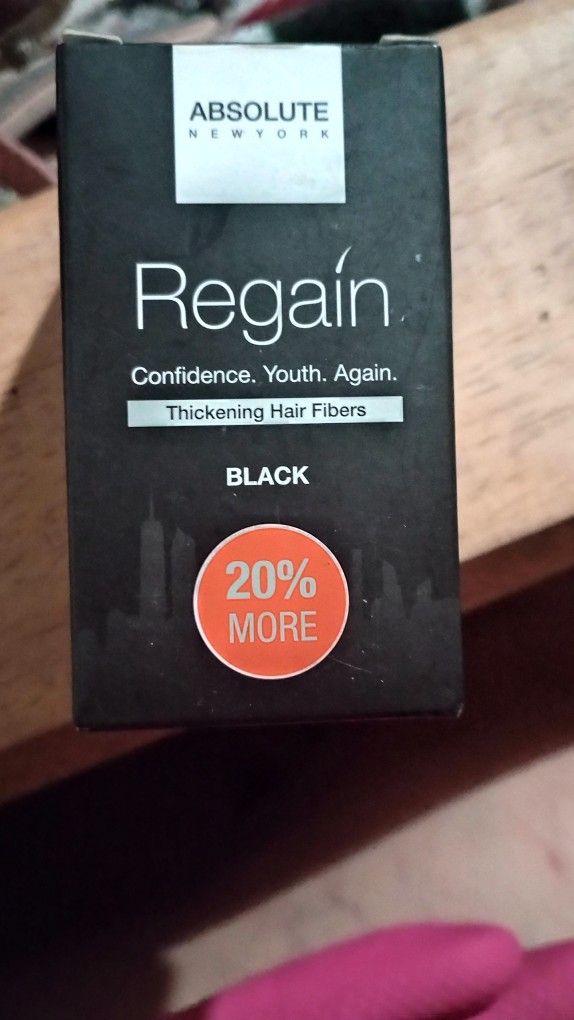 ABSOLUTE
NEW YORK
Regain
Confidence. Youth. Again.
Thickening Hair Fibers
BLACK
20%
MORE